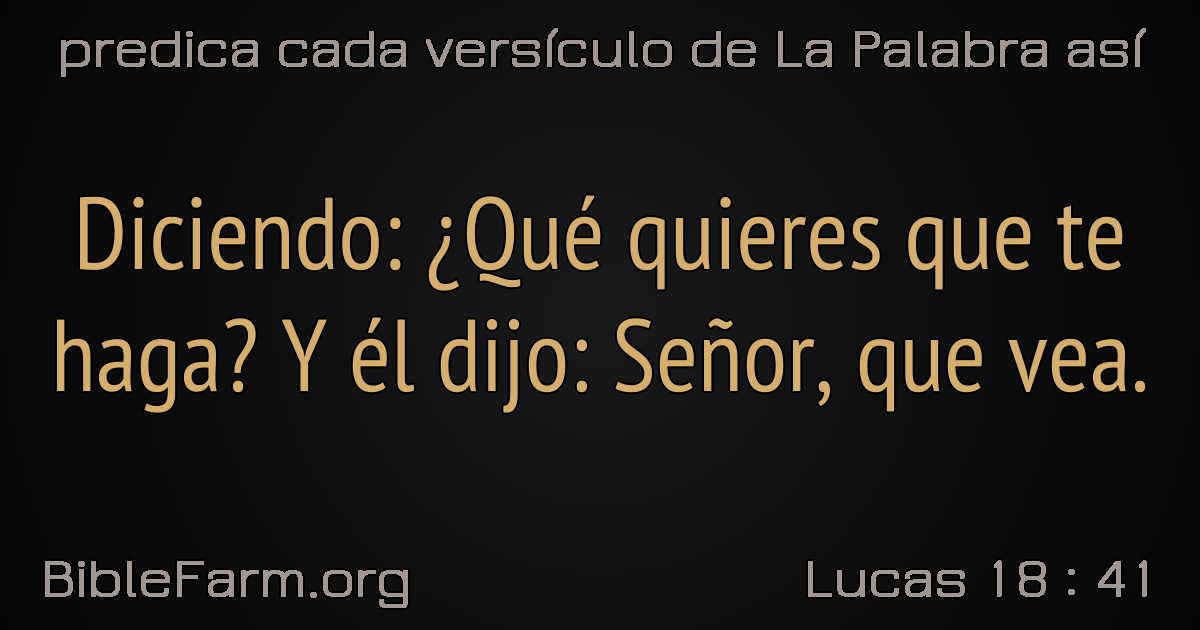 predica cada versículo de La Palabra así
Diciendo: ¿Qué quieres que te
haga? Y él dijo: Señor, que vea.
BibleFarm.org
Lucas 18 : 41